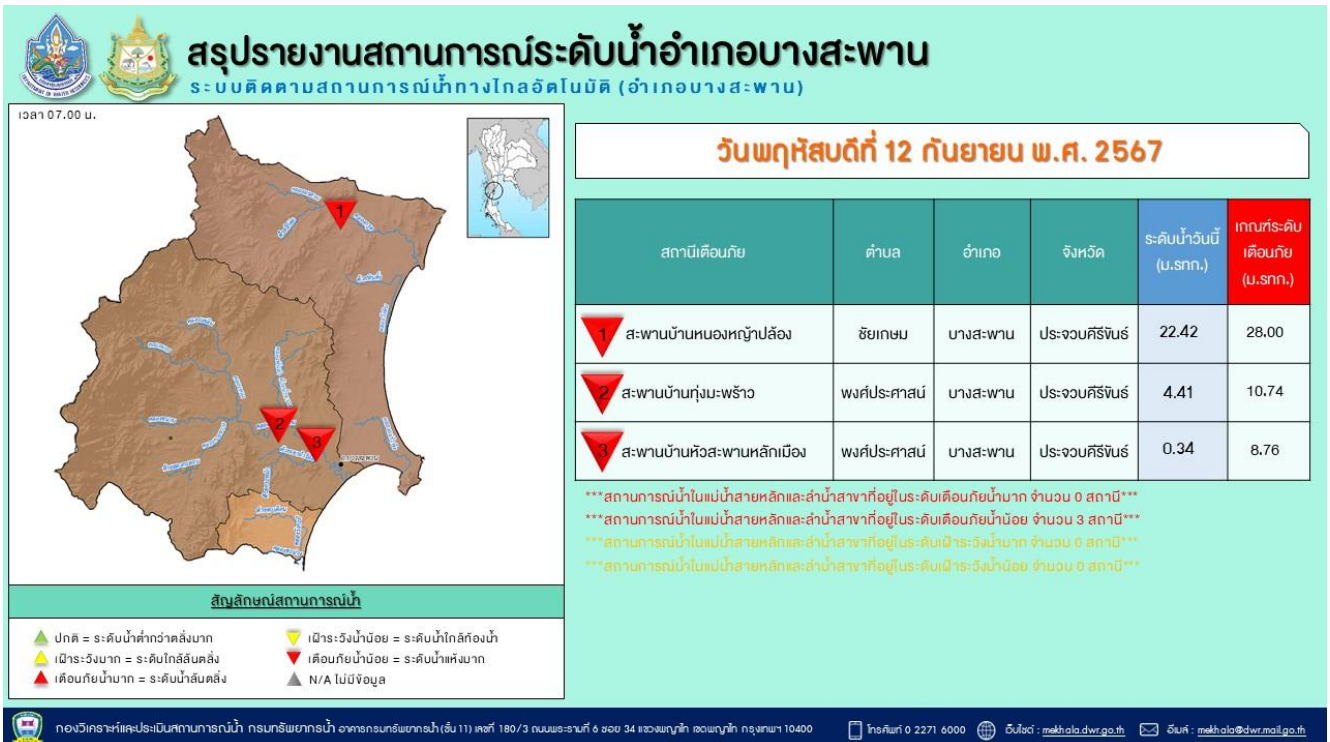 สรุปรายงานสถานการณ์ระดับน้ำอำเภอบางสะพาน
ระบบติดตามสถานการณ์น้ำทางไกลอัตโนมัติ (อำเภอบางสะพาน)
เวลา 07.00 น.
วันพฤหัสบดีที่ 12 กันยายน พ.ศ. 2567
สถานีเตือนภัย ตำบล อำเภอ จังหวัด ระดับน้ำวันนี้ (ม.รทก.) เกณฑ์ระดับเตือนภัย (ม.รทก.)
1 สะพานบ้านหนองหญ้าปล้อง ชัยเกษม บางสะพาน ประจวบคีรีขันธ์ 22.42 28.00
2 สะพานบ้านทุ่งมะพร้าว พงศ์ประศาสน์ บางสะพาน ประจวบคีรีขันธ์ 4.41 10.74
3 สะพานบ้านหัวสะพานหลักเมือง พงศ์ประศาสน์ บางสะพาน ประจวบคีรีขันธ์ 0.34 8.76
***สถานการณ์น้ำในแม่น้ำสายหลักและลำน้ำสาขาที่อยู่ในระดับเตือนภัยน้ำมาก จำนวน 0 สถานี***
***สถานการณ์น้ำในแม่น้ำสายหลักและลำน้ำสาขาที่อยู่ในระดับเตือนภัยน้ำน้อย จำนวน 3 สถานี***
***สถานการณ์น้ำในแม่น้ำสายหลักและลำน้ำสาขาที่อยู่ในระดับเฝ้าระวังน้ำมาก จำนวน 0 สถานี***
***สถานการณ์น้ำในแม่น้ำสายหลักและลำน้ำสาขาที่อยู่ในระดับเฝ้าระวังน้ำน้อย จำนวน 0 สถานี***
1
2
3
สัญลักษณ์สถานการณ์น้ำ
ปกติ = ระดับน้ำต่ำกว่าตลิ่งมาก
เฝ้าระวังมาก = ระดับใกล้ล้นตลิ่ง
เตือนภัยน้ำมาก = ระดับน้ำล้นตลิ่ง
เฝ้าระวังน้ำน้อย = ระดับน้ำใกล้ท้องน้ำ
เตือนภัยน้ำน้อย = ระดับน้ำแห้งมาก
N/A ไม่มีข้อมูล
กองวิเคราะห์และประเมินสถานการณ์น้ำ กรมทรัพยากรน้ำ อาคารกรมทรัพยากรน้ำ (ชั้น 11) เลขที่ 180/3 ถนนพระรามที่ 6 ซอย 34 แขวงพญาไท เขตพญาไท กรุงเทพฯ 10400 โทรศัพท์ 0 2271 6000 เว็บไซต์ : mekhala.dwr.go.th อีเมล์ : mekhala@dwr.mail.go.th